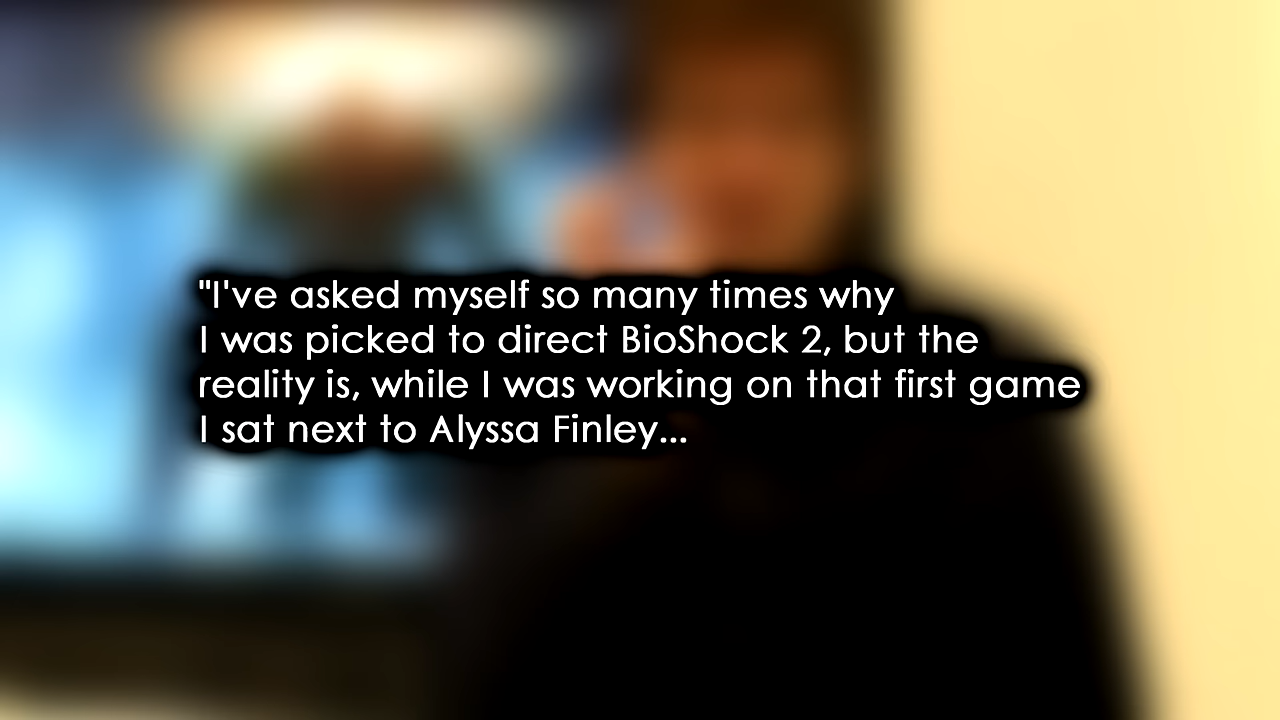 "I've asked myself so many times why
I was picked to direct BioShock 2, but the
reality is, while I was working on that first game
I sat next to Alyssa Finley...